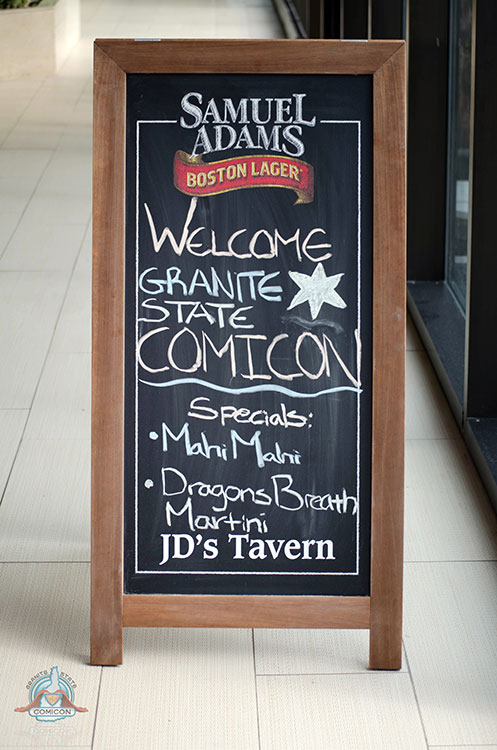 SAMUEL
ADAMS
BOSTON LAGER
WELCOME
GRANITE
STATE
COMICON
Specials:
• Mahi Mahi
• Dragons Breath
Martini
JD's Tavern
GRANITE STATE
COMICON